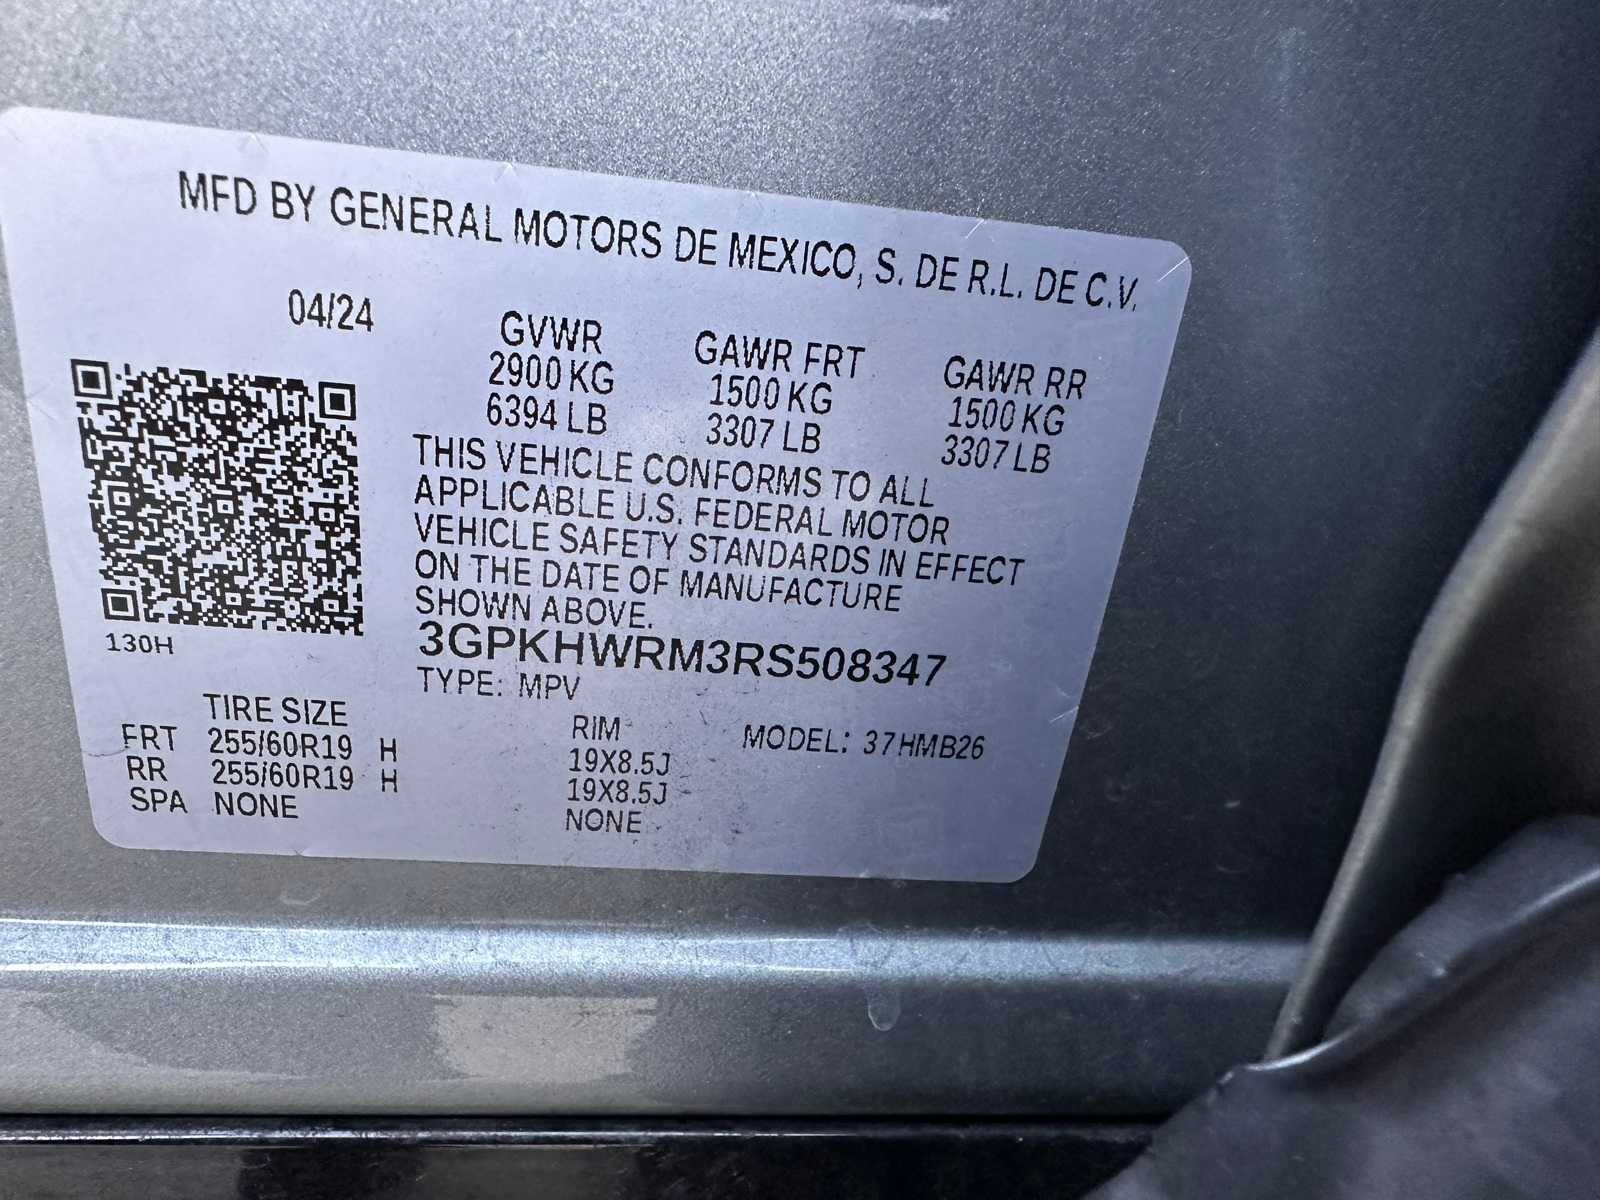 MFD BY GENERAL MOTORS DE MEXICO, S. DE R.L. DE C.V.
04/24 GVWR GAWR FRT GAWR RR
2900 KG 1500 KG 1500 KG
6394 LB 3307 LB 3307 LB
THIS VEHICLE CONFORMS TO ALL
APPLICABLE U.S. FEDERAL MOTOR
VEHICLE SAFETY STANDARDS IN EFFECT
ON THE DATE OF MANUFACTURE
SHOWN ABOVE.
130H
3GPKHWRM3RS508347
TYPE: MPV
TIRE SIZE RIM MODEL: 37HMB26
FRT 255/60R19 H 19X8.5J
RR 255/60R19 H 19X8.5J
SPA NONE NONE